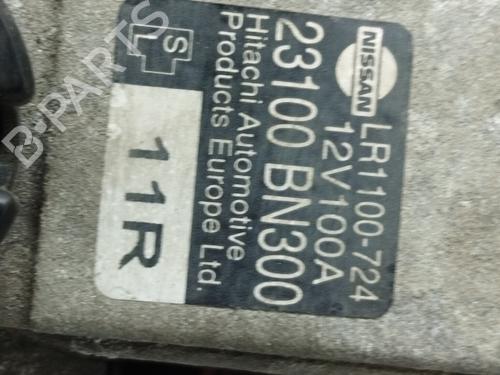 NISSAN
LR1100-724
12V100A
23100 BN300
Hitachi Automotive
Products Europe Ltd.
S
L
11R
B-PARTS